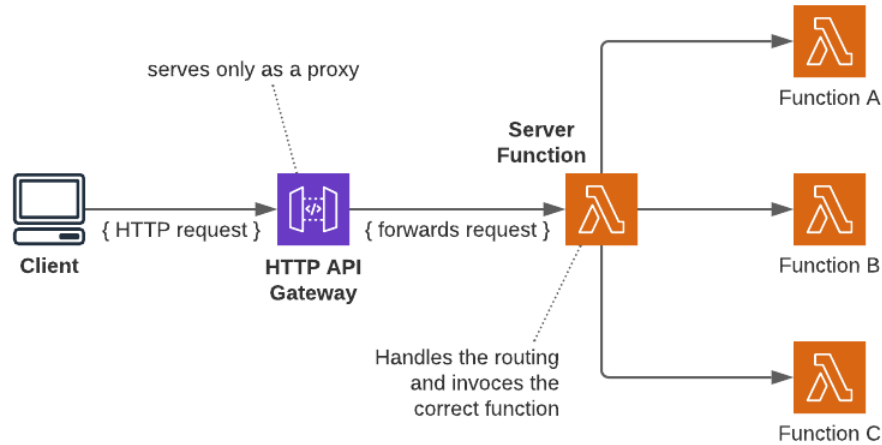 serves only as a proxy
Function A
Server
Function
{ HTTP request }
{ forwards request }
Client
HTTP API
Gateway
Function B
Handles the routing
and invoces the
correct function
Function C